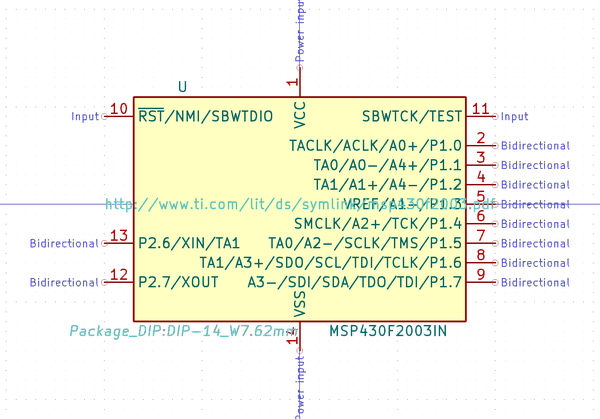 Power input
1
VCC
U
Input 10 RST/NMI/SBWTDIO
SBWTCK/TEST 11 Input
TACLK/ACLK/A0+/P1.0 2 Bidirectional
TA0/A0-/A4+/P1.1 3 Bidirectional
TA1/A1+/A4-/P1.2 4 Bidirectional
http://www.ti.com/lit/ds/symlink/msp430f2003.pdf
VREF/A1-/P1.3 5 Bidirectional
SMCLK/A2+/TCK/P1.4 6 Bidirectional
Bidirectional 13 P2.6/XIN/TA1
TA0/A2-/SCLK/TMS/P1.5 7 Bidirectional
TA1/A3+/SDO/SCL/TDI/TCLK/P1.6 8 Bidirectional
Bidirectional 12 P2.7/XOUT
A3-/SDI/SDA/TDO/TDI/P1.7 9 Bidirectional
VSS
Package_DIP:DIP-14_W7.62mm
MSP430F2003IN
14
Power input